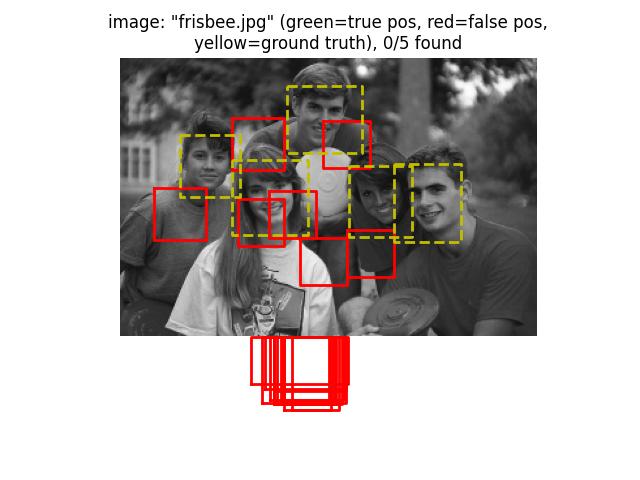 image: "frisbee.jpg" (green=true pos, red=false pos,
yellow=ground truth), 0/5 found